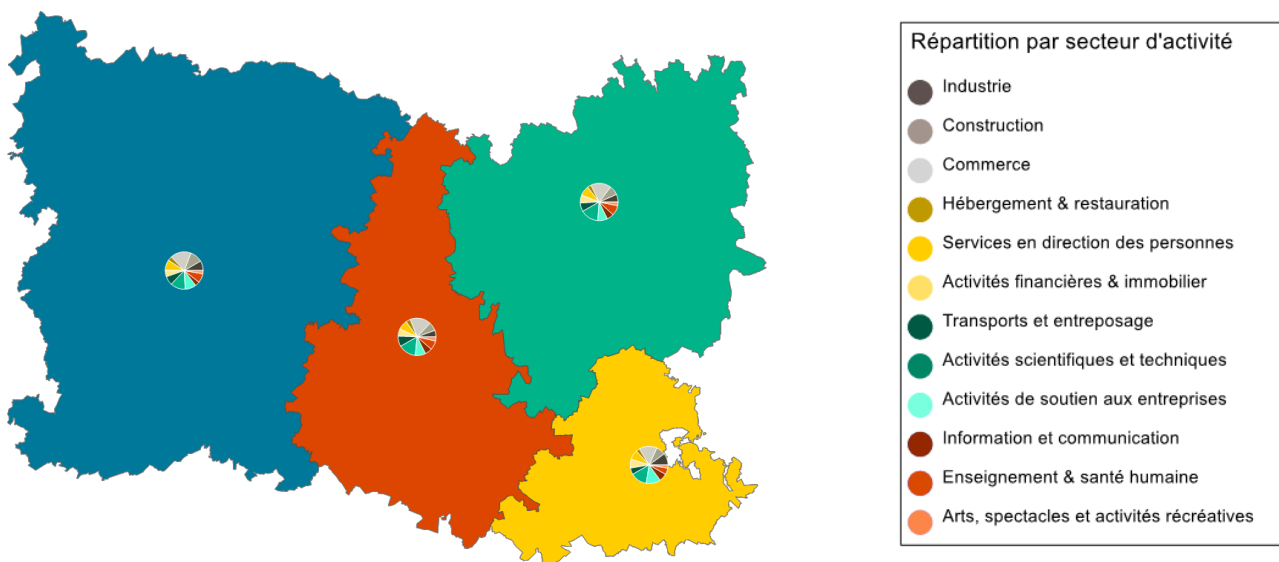 Répartition par secteur d'activité
Industrie
Construction
Commerce
Hébergement & restauration
Services en direction des personnes
Activités financières & immobilier
Transports et entreposage
Activités scientifiques et techniques
Activités de soutien aux entreprises
Information et communication
Enseignement & santé humaine
Arts, spectacles et activités récréatives